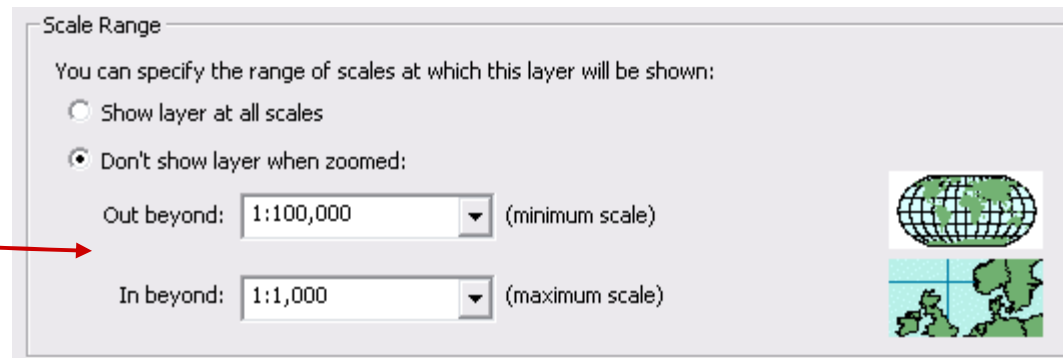 Scale Range
You can specify the range of scales at which this layer will be shown:
Show layer at all scales
Don't show layer when zoomed:
Out beyond: 1:100,000 (minimum scale)
In beyond: 1:1,000 (maximum scale)